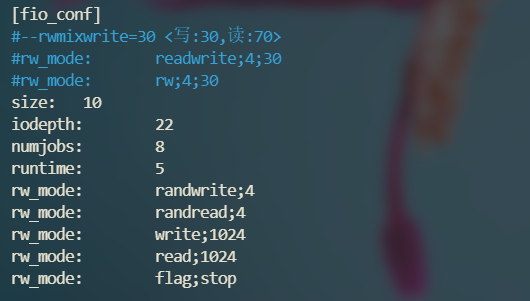 [fio_conf]
#--rwmixwrite=30 <写:30,读:70>
#rw_mode: readwrite;4;30
#rw_mode: rw;4;30
size: 10
iodepth: 22
numjobs: 8
runtime: 5
rw_mode: randwrite;4
rw_mode: randread;4
rw_mode: write;1024
rw_mode: read;1024
rw_mode: flag;stop